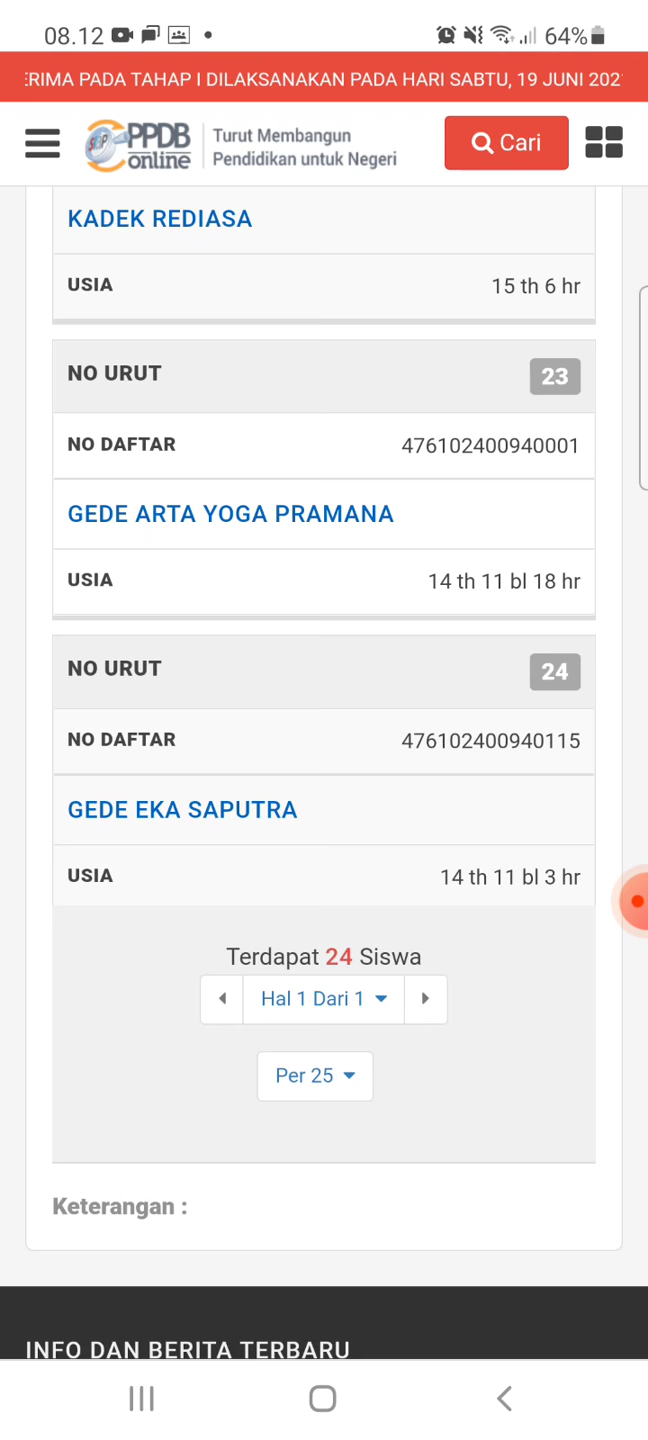 08.12
64%
ERIMA PADA TAHAP I DILAKSANAKAN PADA HARI SABTU, 19 JUNI 202
SIAP PPDB online
Turut Membangun
Pendidikan untuk Negeri
Cari
KADEK REDIASA
USIA 15 th 6 hr
NO URUT 23
NO DAFTAR 476102400940001
GEDE ARTA YOGA PRAMANA
USIA 14 th 11 bl 18 hr
NO URUT 24
NO DAFTAR 476102400940115
GEDE EKA SAPUTRA
USIA 14 th 11 bl 3 hr
Terdapat 24 Siswa
Hal 1 Dari 1
Per 25
Keterangan :
INFO DAN BERITA TERBARU